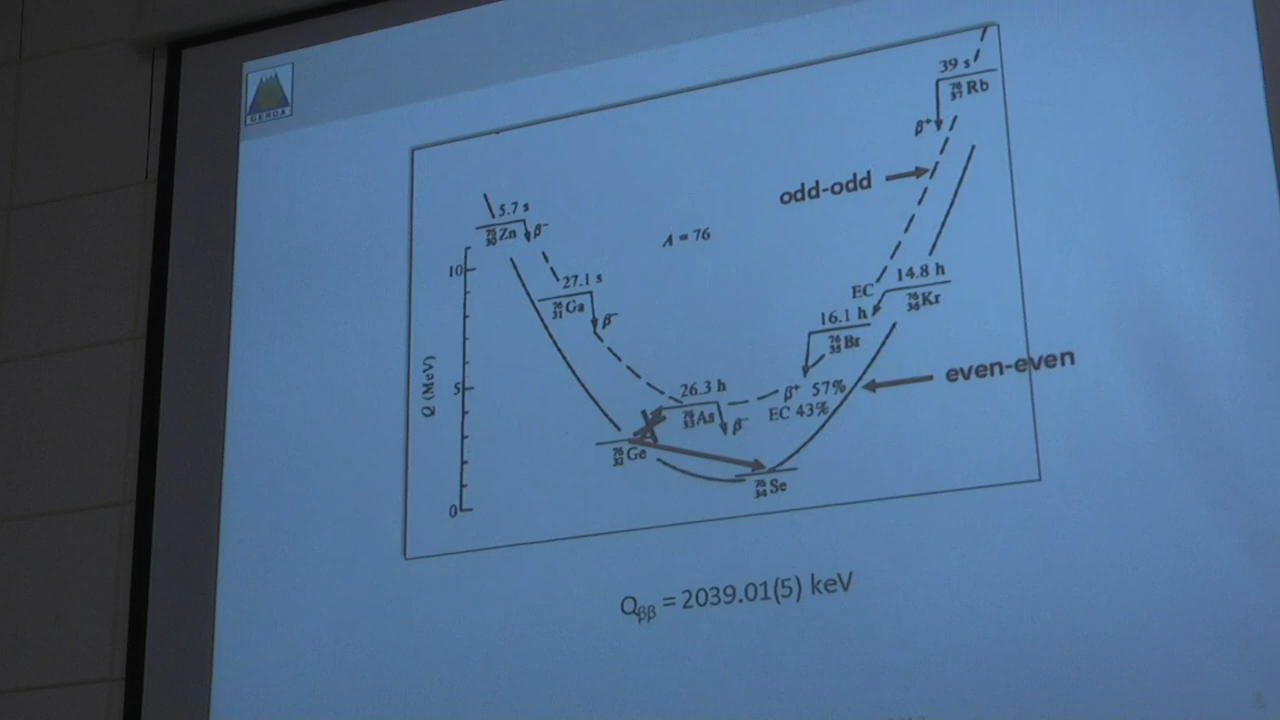 GERDA
39 s
76 37 Rb
β⁺
odd-odd
5.7 s
76 30 Zn
β⁻
A = 76
10
27.1 s
76 31 Ga
β⁻
EC
14.8 h
76 36 Kr
16.1 h
76 35 Br
even-even
Q (MeV)
5
26.3 h
76 33 As
β⁻
β⁺ 57%
EC 43%
76 32 Ge
76 34 Se
0
Qββ = 2039.01(5) keV